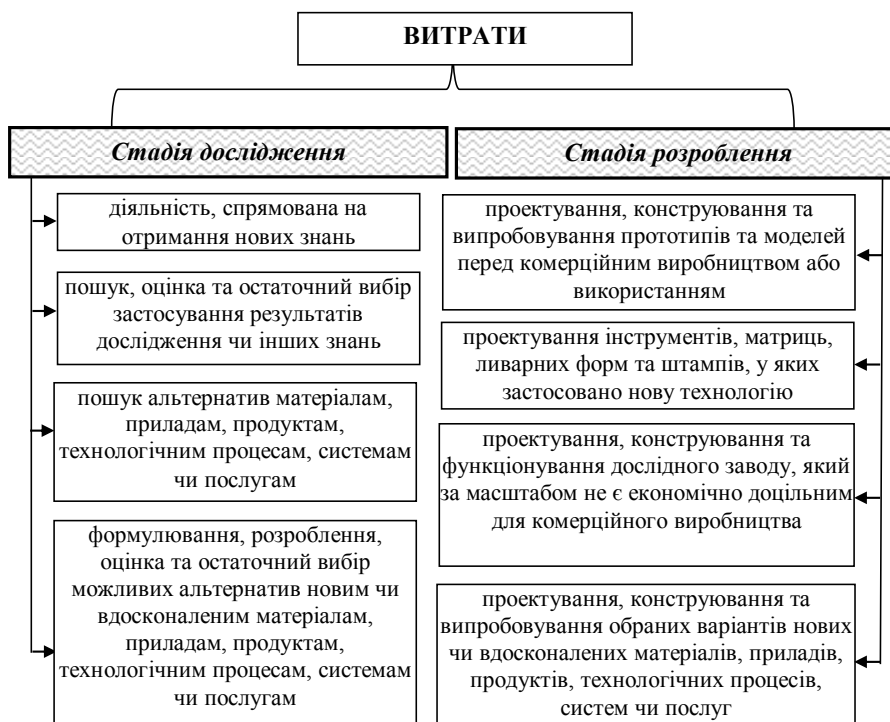 ВИТРАТИ
Стадія дослідження
діяльність, спрямована на
отримання нових знань
пошук, оцінка та остаточний вибір
застосування результатів
дослідження чи інших знань
пошук альтернатив матеріалам,
приладам, продуктам,
технологічним процесам, системам
чи послугам
формулювання, розроблення,
оцінка та остаточний вибір
можливих альтернатив новим чи
вдосконаленим матеріалам,
приладам, продуктам,
технологічним процесам, системам
чи послугам
Стадія розроблення
проектування, конструювання та
випробовування прототипів та моделей
перед комерційним виробництвом або
використанням
проектування інструментів, матриць,
ливарних форм та штампів, у яких
застосовано нову технологію
проектування, конструювання та
функціонування дослідного заводу, який
за масштабом не є економічно доцільним
для комерційного виробництва
проектування, конструювання та
випробовування обраних варіантів нових
чи вдосконалених матеріалів, приладів,
продуктів, технологічних процесів,
систем чи послуг